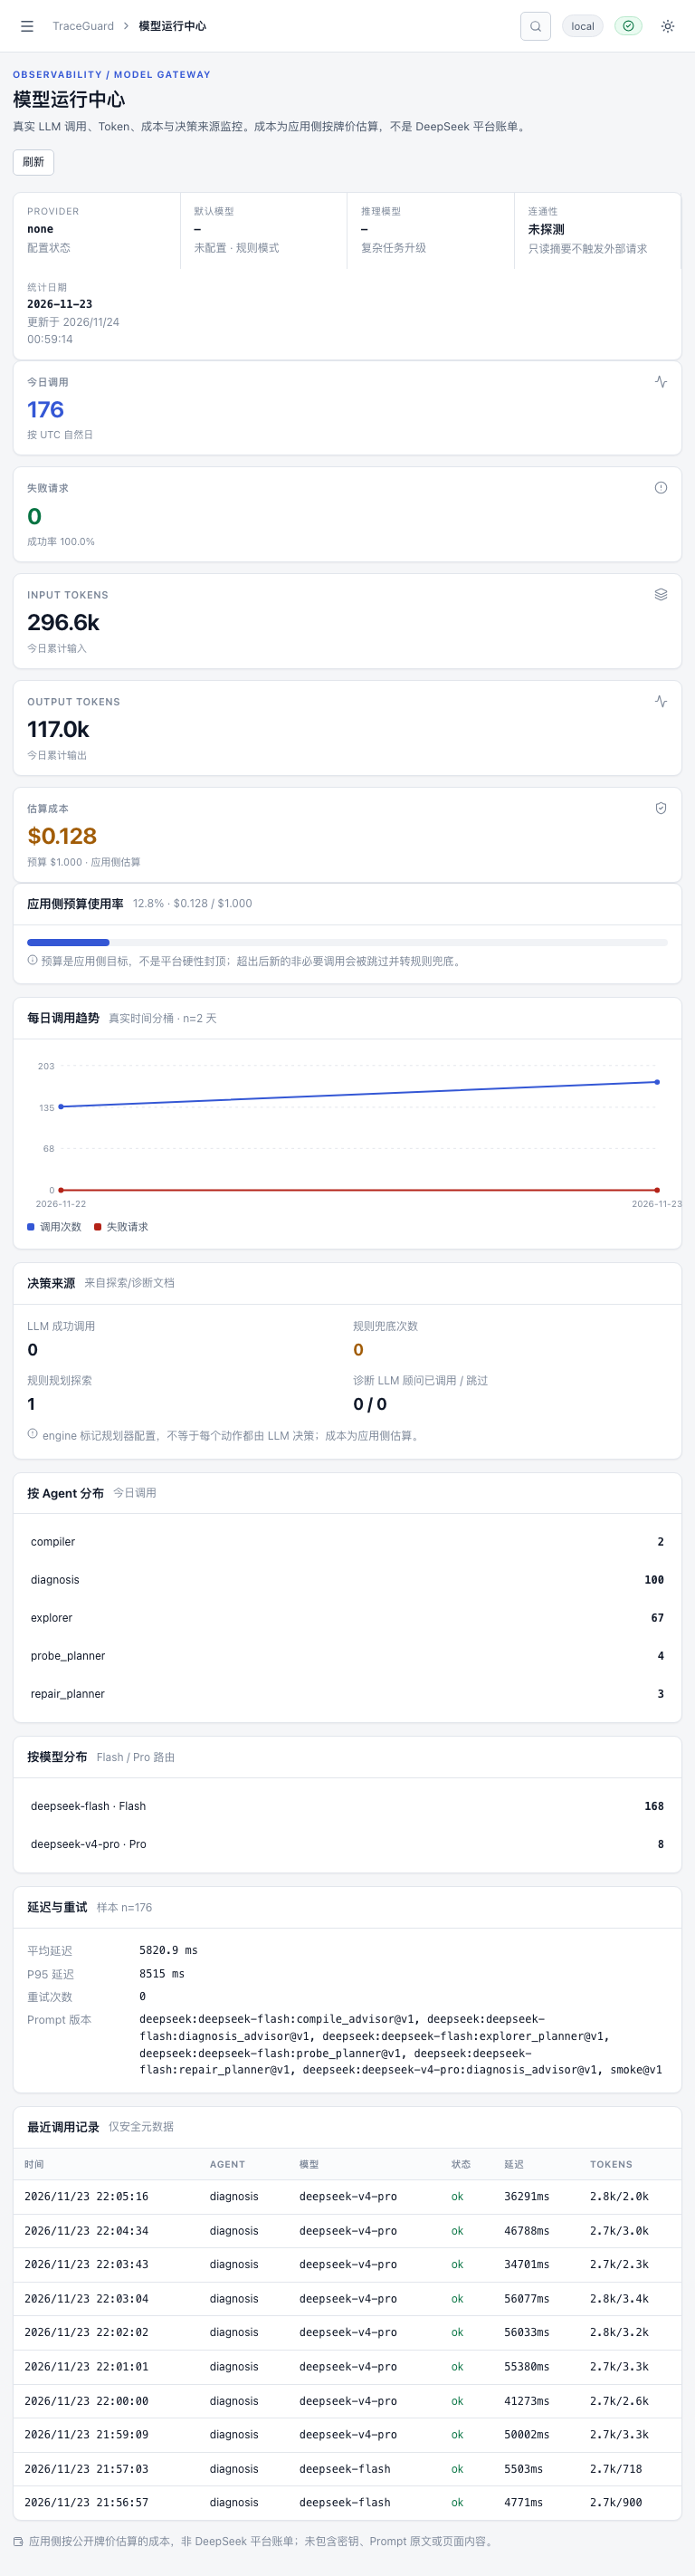 TraceGuard > 模型运行中心
local
OBSERVABILITY / MODEL GATEWAY
模型运行中心
真实 LLM 调用、Token、成本与决策来源监控。成本为应用侧按牌价估算，不是 DeepSeek 平台账单。
刷新
PROVIDER
none
配置状态
默认模型
—
未配置 · 规则模式
推理模型
—
复杂任务升级
连通性
未探测
只读摘要不触发外部请求
统计日期
2026-11-23
更新于 2026/11/24
00:59:14
今日调用
176
按 UTC 自然日
失败请求
0
成功率 100.0%
INPUT TOKENS
296.6k
今日累计输入
OUTPUT TOKENS
117.0k
今日累计输出
估算成本
$0.128
预算 $1.000 · 应用侧估算
应用侧预算使用率 12.8% · $0.128 / $1.000
预算是应用侧目标，不是平台硬性封顶；超出后新的非必要调用会被跳过并转规则兜底。
每日调用趋势 真实时间分桶 · n=2 天
203
135
68
0
2026-11-22 2026-11-23
调用次数 失败请求
决策来源 来自探索/诊断文档
LLM 成功调用
0
规则兜底次数
0
规则规划探索
1
诊断 LLM 顾问已调用 / 跳过
0 / 0
engine 标记规划器配置，不等于每个动作都由 LLM 决策；成本为应用侧估算。
按 Agent 分布 今日调用
compiler 2
diagnosis 100
explorer 67
probe_planner 4
repair_planner 3
按模型分布 Flash / Pro 路由
deepseek-flash · Flash 168
deepseek-v4-pro · Pro 8
延迟与重试 样本 n=176
平均延迟 5820.9 ms
P95 延迟 8515 ms
重试次数 0
Prompt 版本 deepseek:deepseek-flash:compile_advisor@v1, deepseek:deepseek-
flash:diagnosis_advisor@v1, deepseek:deepseek-flash:explorer_planner@v1,
deepseek:deepseek-flash:probe_planner@v1, deepseek:deepseek-
flash:repair_planner@v1, deepseek:deepseek-v4-pro:diagnosis_advisor@v1, smoke@v1
最近调用记录 仅安全元数据
时间 AGENT 模型 状态 延迟 TOKENS
2026/11/23 22:05:16 diagnosis deepseek-v4-pro ok 36291ms 2.8k/2.0k
2026/11/23 22:04:34 diagnosis deepseek-v4-pro ok 46788ms 2.7k/3.0k
2026/11/23 22:03:43 diagnosis deepseek-v4-pro ok 34701ms 2.7k/2.3k
2026/11/23 22:03:04 diagnosis deepseek-v4-pro ok 56077ms 2.8k/3.4k
2026/11/23 22:02:02 diagnosis deepseek-v4-pro ok 56033ms 2.8k/3.2k
2026/11/23 22:01:01 diagnosis deepseek-v4-pro ok 55380ms 2.7k/3.3k
2026/11/23 22:00:00 diagnosis deepseek-v4-pro ok 41273ms 2.7k/2.6k
2026/11/23 21:59:09 diagnosis deepseek-v4-pro ok 50002ms 2.7k/3.3k
2026/11/23 21:57:03 diagnosis deepseek-flash ok 5503ms 2.7k/718
2026/11/23 21:56:57 diagnosis deepseek-flash ok 4771ms 2.7k/900
应用侧按公开牌价估算的成本，非 DeepSeek 平台账单；未包含密钥、Prompt 原文或页面内容。